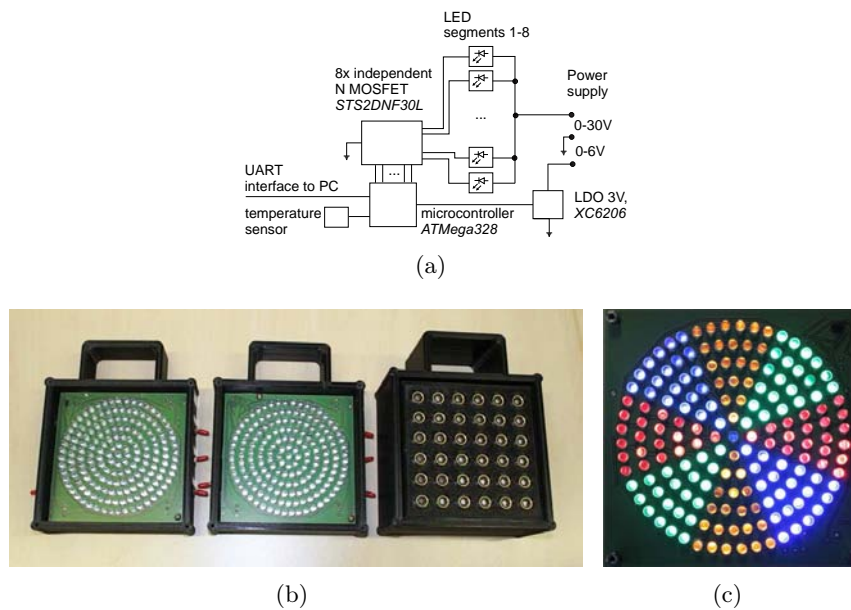 LED
segments 1-8
8x independent
N MOSFET
STS2DNF30L
Power
supply
...
0-30V
0-6V
...
UART
interface to PC
temperature
sensor
microcontroller
ATMega328
LDO 3V,
XC6206
(a)
(b)
(c)